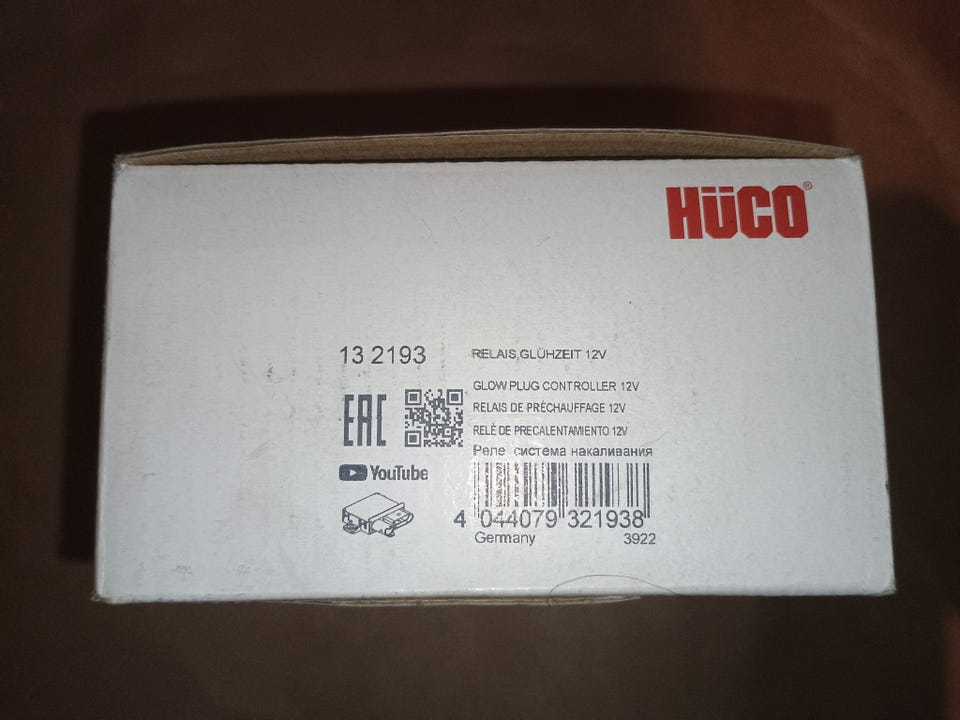 HÜCO®
13 2193
RELAIS,GLÜHZEIT 12V
GLOW PLUG CONTROLLER 12V
RELAIS DE PRÉCHAUFFAGE 12V
RELÉ DE PRECALENTAMIENTO 12V
Реле, система накаливания
EAC
YouTube
4 044079 321938
Germany 3922